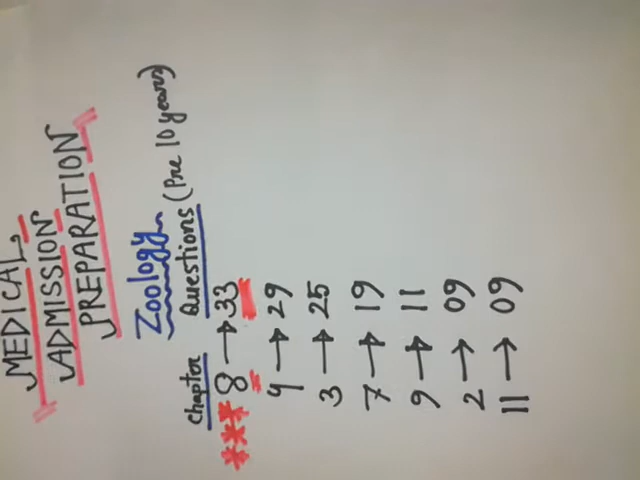 MEDICAL
ADMISSION
PREPARATION
Zoology
Chapter Questions (Pre 10 years)
*** 8 → 33
4 → 29
3 → 25
7 → 19
9 → 11
2 → 09
11 → 09